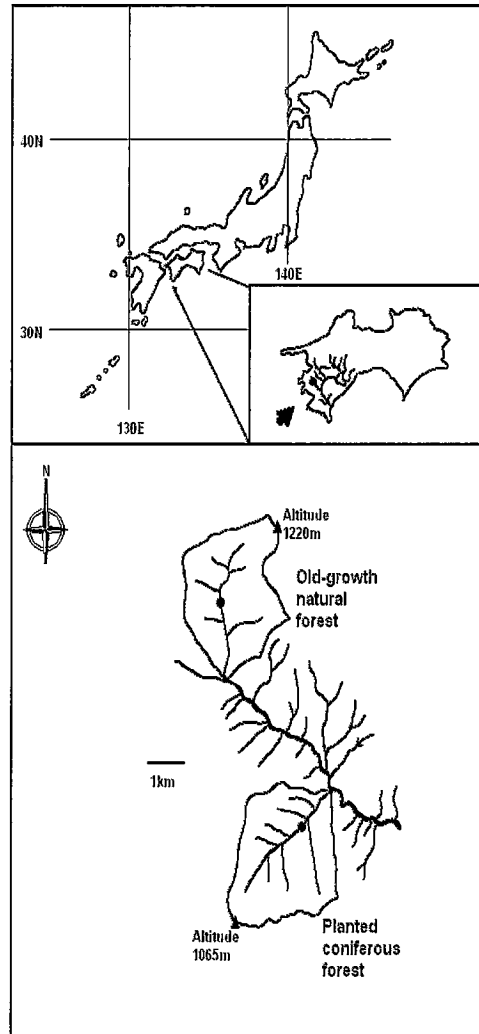 40N
140E
30N
130E
N
Altitude
1220m
Old-growth
natural
forest
1km
Planted
coniferous
forest
Altitude
1065m